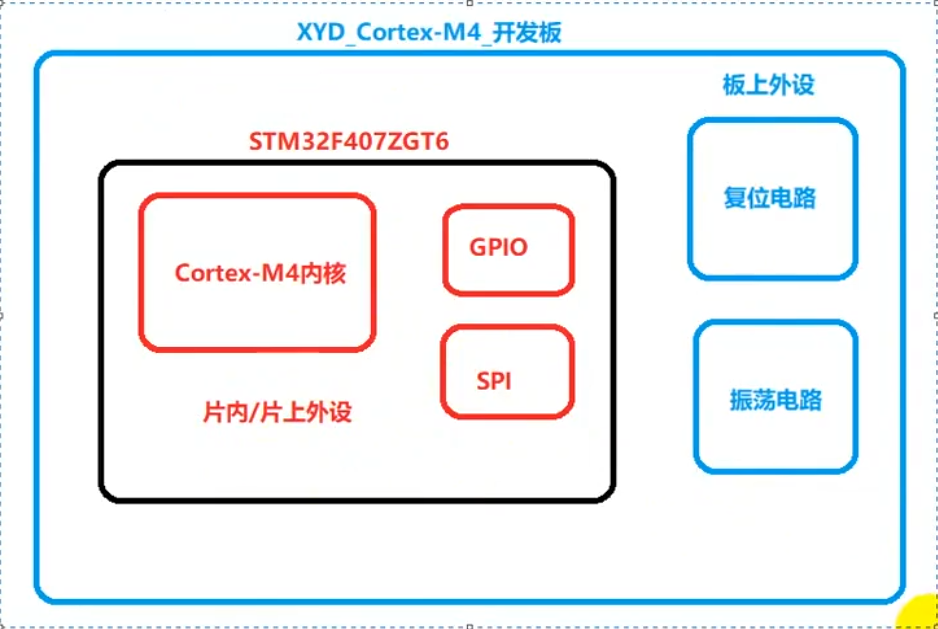 XYD_Cortex-M4_开发板
板上外设
STM32F407ZGT6
复位电路
GPIO
Cortex-M4内核
SPI
振荡电路
片内/片上外设